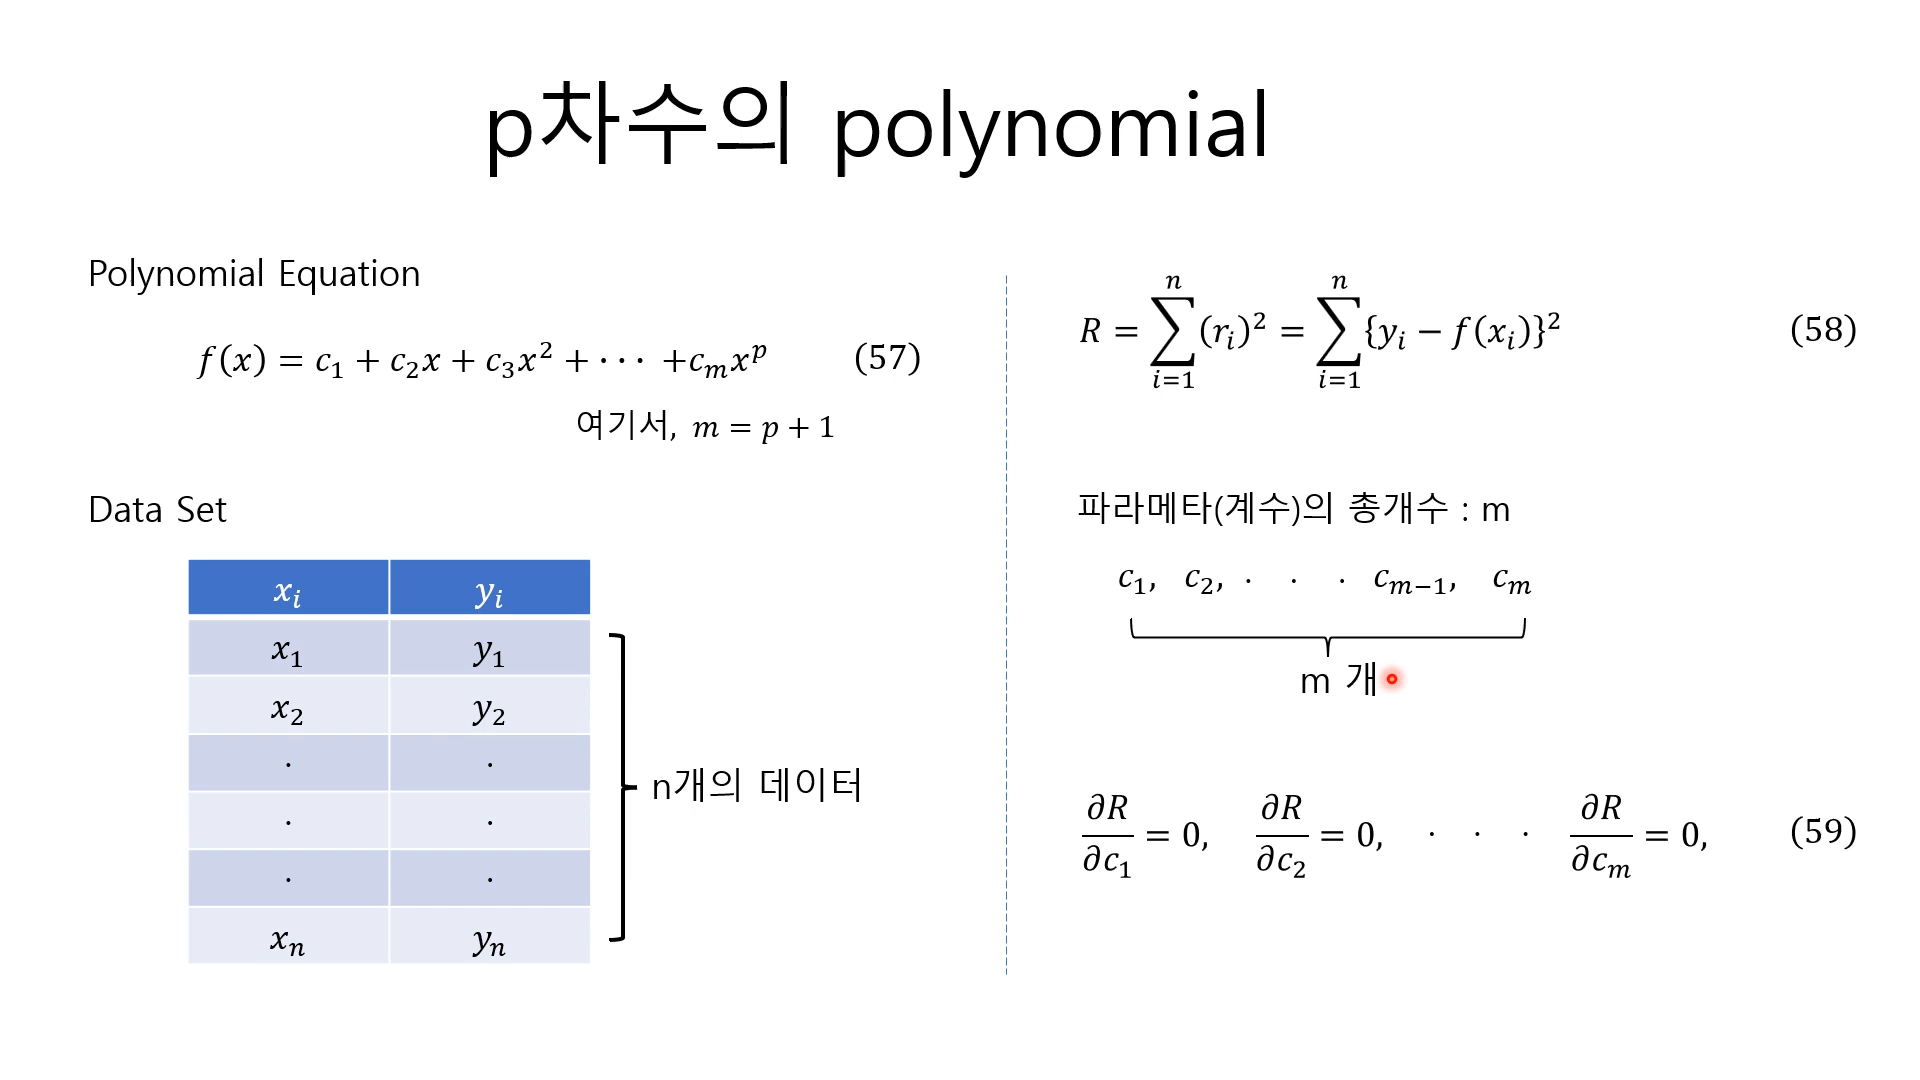 p차수의 polynomial
Polynomial Equation
f(x) = c₁ + c₂x + c₃x² + · · · +cₘxᵖ (57)
여기서, m = p + 1
Data Set
xᵢ yᵢ
x₁ y₁
x₂ y₂
· ·
· ·
· ·
xₙ yₙ
n개의 데이터
R = ∑ᵢ₌₁ⁿ (rᵢ)² = ∑ᵢ₌₁ⁿ {yᵢ − f(xᵢ)}² (58)
파라메타(계수)의 총개수 : m
c₁, c₂, · · · cₘ₋₁, cₘ
m 개
∂R/∂c₁ = 0, ∂R/∂c₂ = 0, · · · ∂R/∂cₘ = 0, (59)